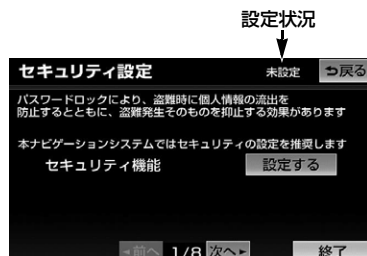 設定状況
セキュリティ設定 未設定 戻る
パスワードロックにより、盗難時に個人情報の流出を
防止するとともに、盗難発生そのものを抑止する効果があります
本ナビゲーションシステムではセキュリティの設定を推奨します
セキュリティ機能 設定する
前へ 1/8 次へ 終了